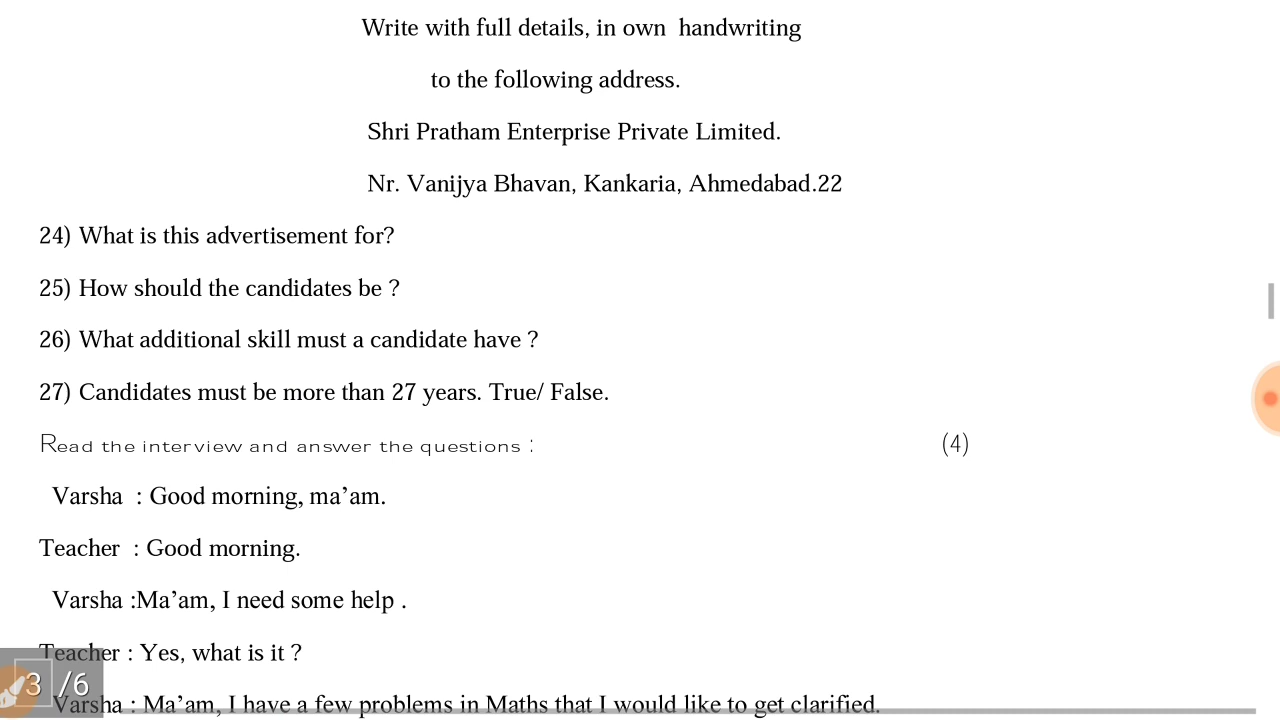 Write with full details, in own handwriting
to the following address.
Shri Pratham Enterprise Private Limited.
Nr. Vanijya Bhavan, Kankaria, Ahmedabad.22
24) What is this advertisement for?
25) How should the candidates be ?
26) What additional skill must a candidate have ?
27) Candidates must be more than 27 years. True/ False.
Read the interview and answer the questions : (4)
Varsha : Good morning, ma’am.
Teacher : Good morning.
Varsha :Ma’am, I need some help .
Teacher : Yes, what is it ?
3 /6
Varsha : Ma’am, I have a few problems in Maths that I would like to get clarified.